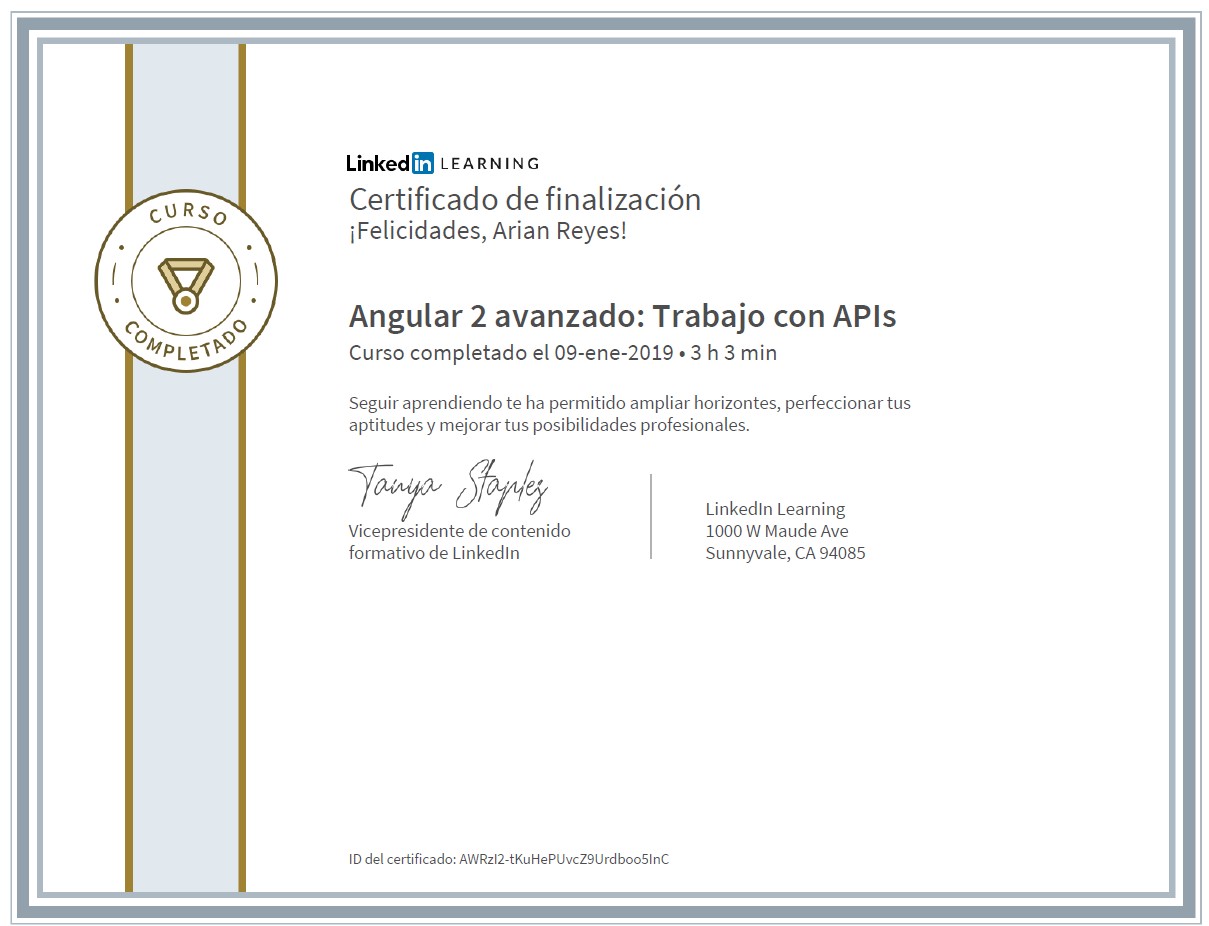 CURSO
COMPLETADO
Linkedin LEARNING
Certificado de finalización
¡Felicidades, Arian Reyes!
Angular 2 avanzado: Trabajo con APIs
Curso completado el 09-ene-2019 • 3 h 3 min
Seguir aprendiendo te ha permitido ampliar horizontes, perfeccionar tus
aptitudes y mejorar tus posibilidades profesionales.
Tanya Staples
Vicepresidente de contenido
formativo de LinkedIn
LinkedIn Learning
1000 W Maude Ave
Sunnyvale, CA 94085
ID del certificado: AWRzI2-tKuHePUvcZ9Urdboo5InC